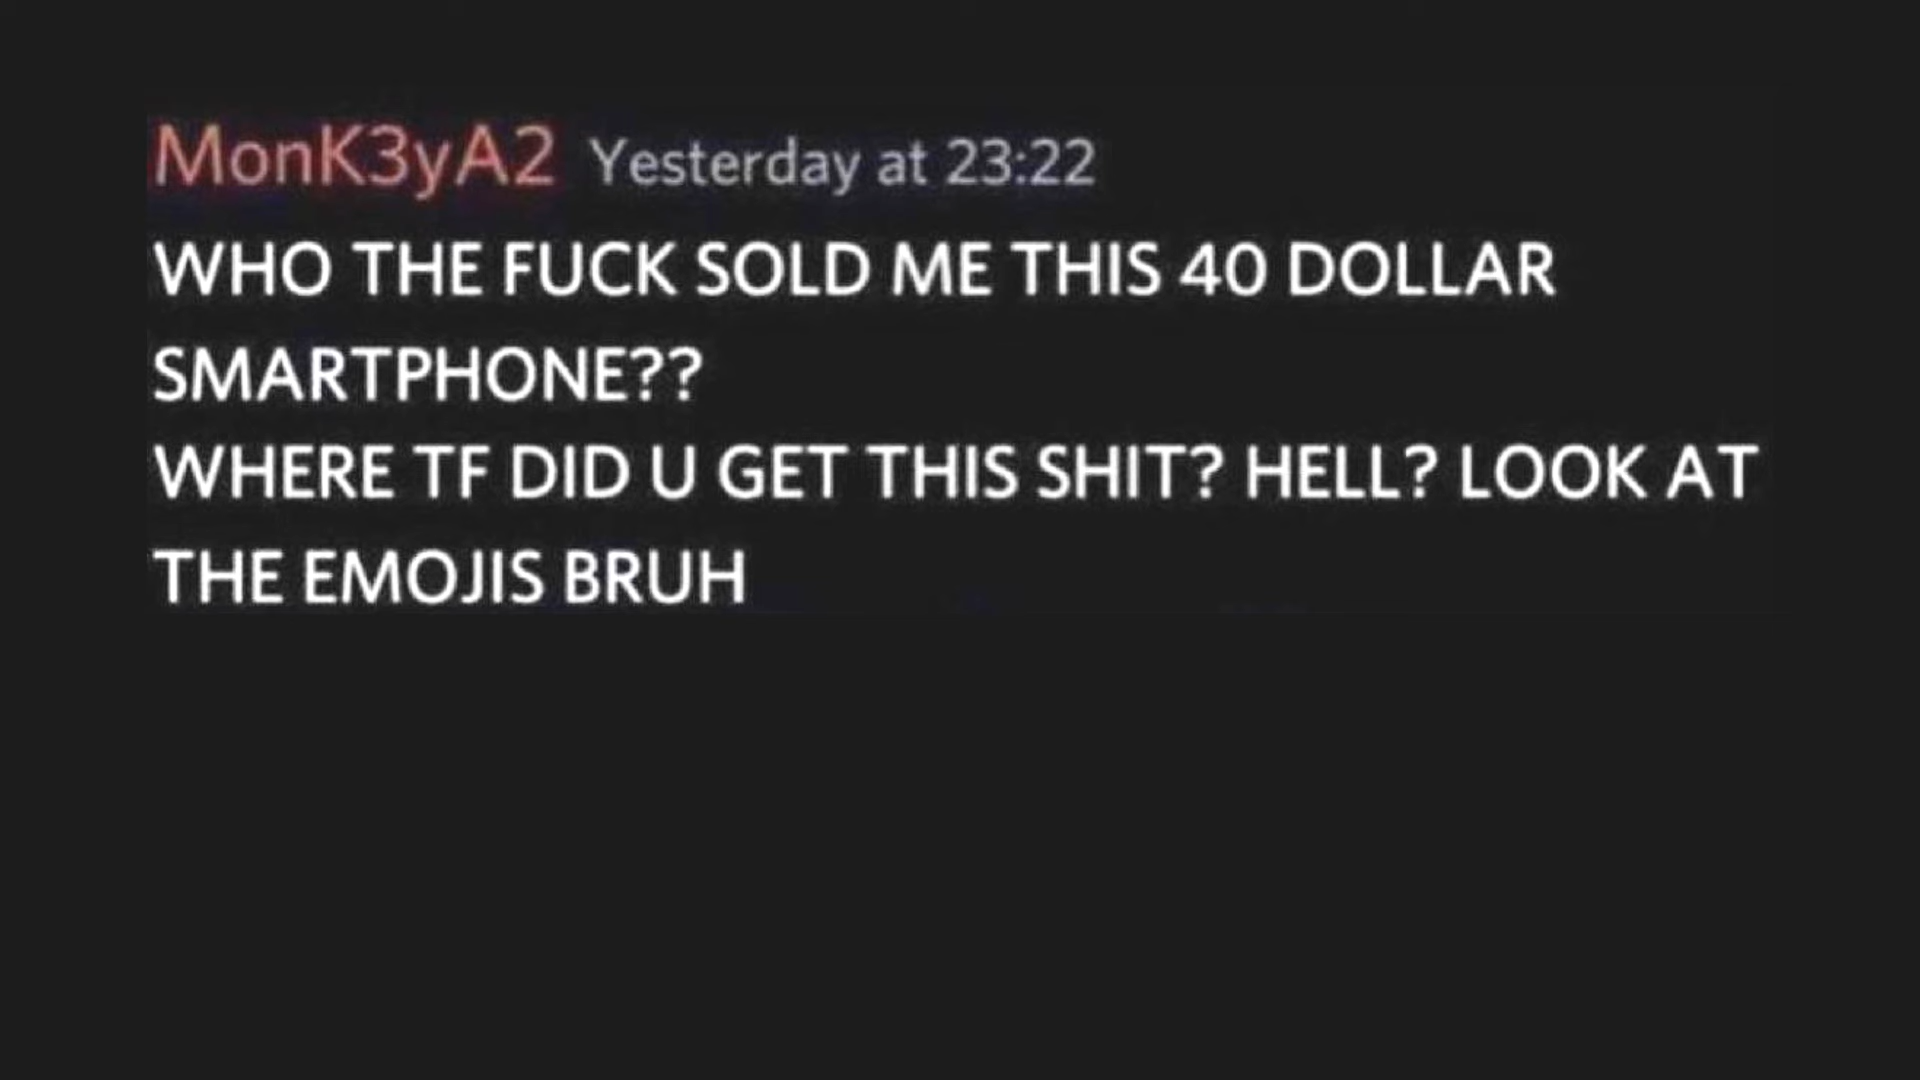 MonK3yA2 Yesterday at 23:22
WHO THE FUCK SOLD ME THIS 40 DOLLAR
SMARTPHONE??
WHERE TF DID U GET THIS SHIT? HELL? LOOK AT
THE EMOJIS BRUH